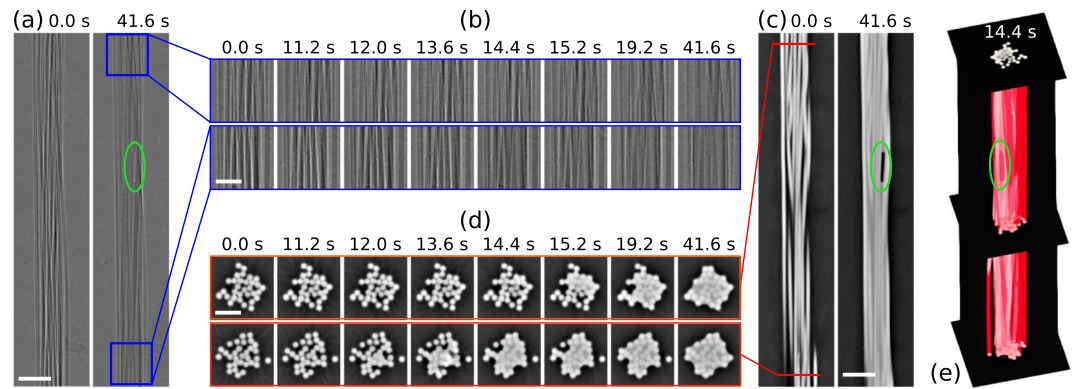 (a) 0.0 s 41.6 s
(b)
0.0 s 11.2 s 12.0 s 13.6 s 14.4 s 15.2 s 19.2 s 41.6 s
(c) 0.0 s 41.6 s
14.4 s
(d)
0.0 s 11.2 s 12.0 s 13.6 s 14.4 s 15.2 s 19.2 s 41.6 s
(e)